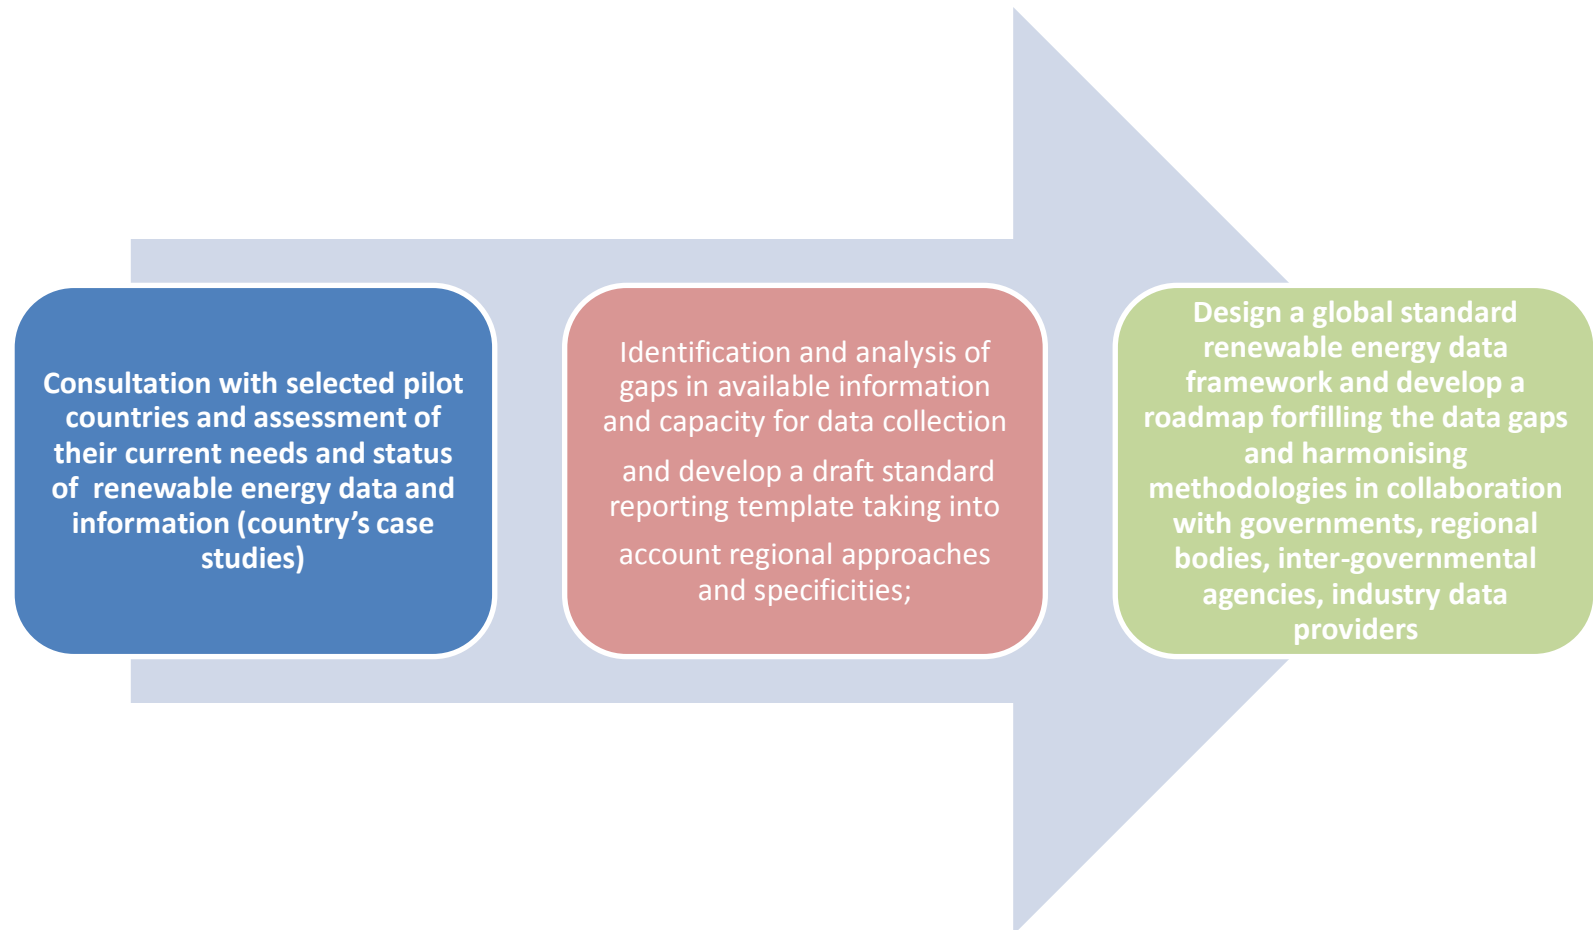 Consultation with selected pilot
countries and assessment of
their current needs and status
of  renewable energy data and
information (country’s case
studies)
Identification and analysis of
gaps in available information
and capacity for data collection
and develop a draft standard
reporting template taking into
account regional approaches
and specificities;
Design a global standard
renewable energy data
framework and develop a
roadmap forfilling the data gaps
and harmonising
methodologies in collaboration
with governments, regional
bodies, inter-governmental
agencies, industry data
providers